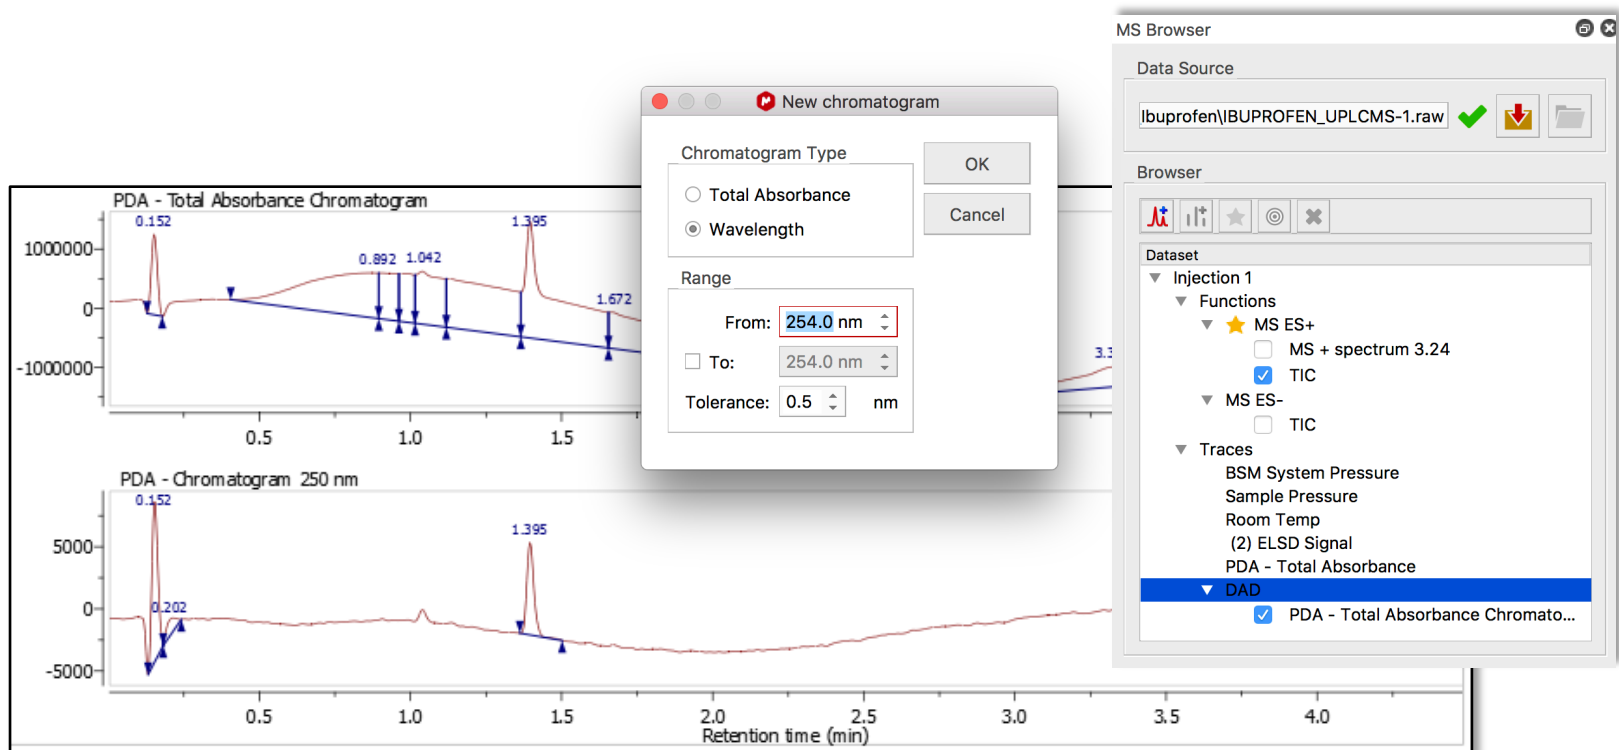 MS Browser
Data Source
Ibuprofen\IBUPROFEN_UPLCMS-1.raw
Browser
Dataset
Injection 1
Functions
MS ES+
MS + spectrum 3.24
TIC
MS ES-
TIC
Traces
BSM System Pressure
Sample Pressure
Room Temp
(2) ELSD Signal
PDA - Total Absorbance
DAD
PDA - Total Absorbance Chromato...
New chromatogram
Chromatogram Type
Total Absorbance
Wavelength
OK
Cancel
Range
From: 254.0 nm
To: 254.0 nm
Tolerance: 0.5 nm
PDA - Total Absorbance Chromatogram
0.152
1.395
0.892 1.042
1.672
3.3
1000000
0
-1000000
0.5 1.0 1.5
PDA - Chromatogram 250 nm
0.152
1.395
0.202
5000
0
-5000
0.5 1.0 1.5 2.0 2.5 3.0 3.5 4.0
Retention time (min)